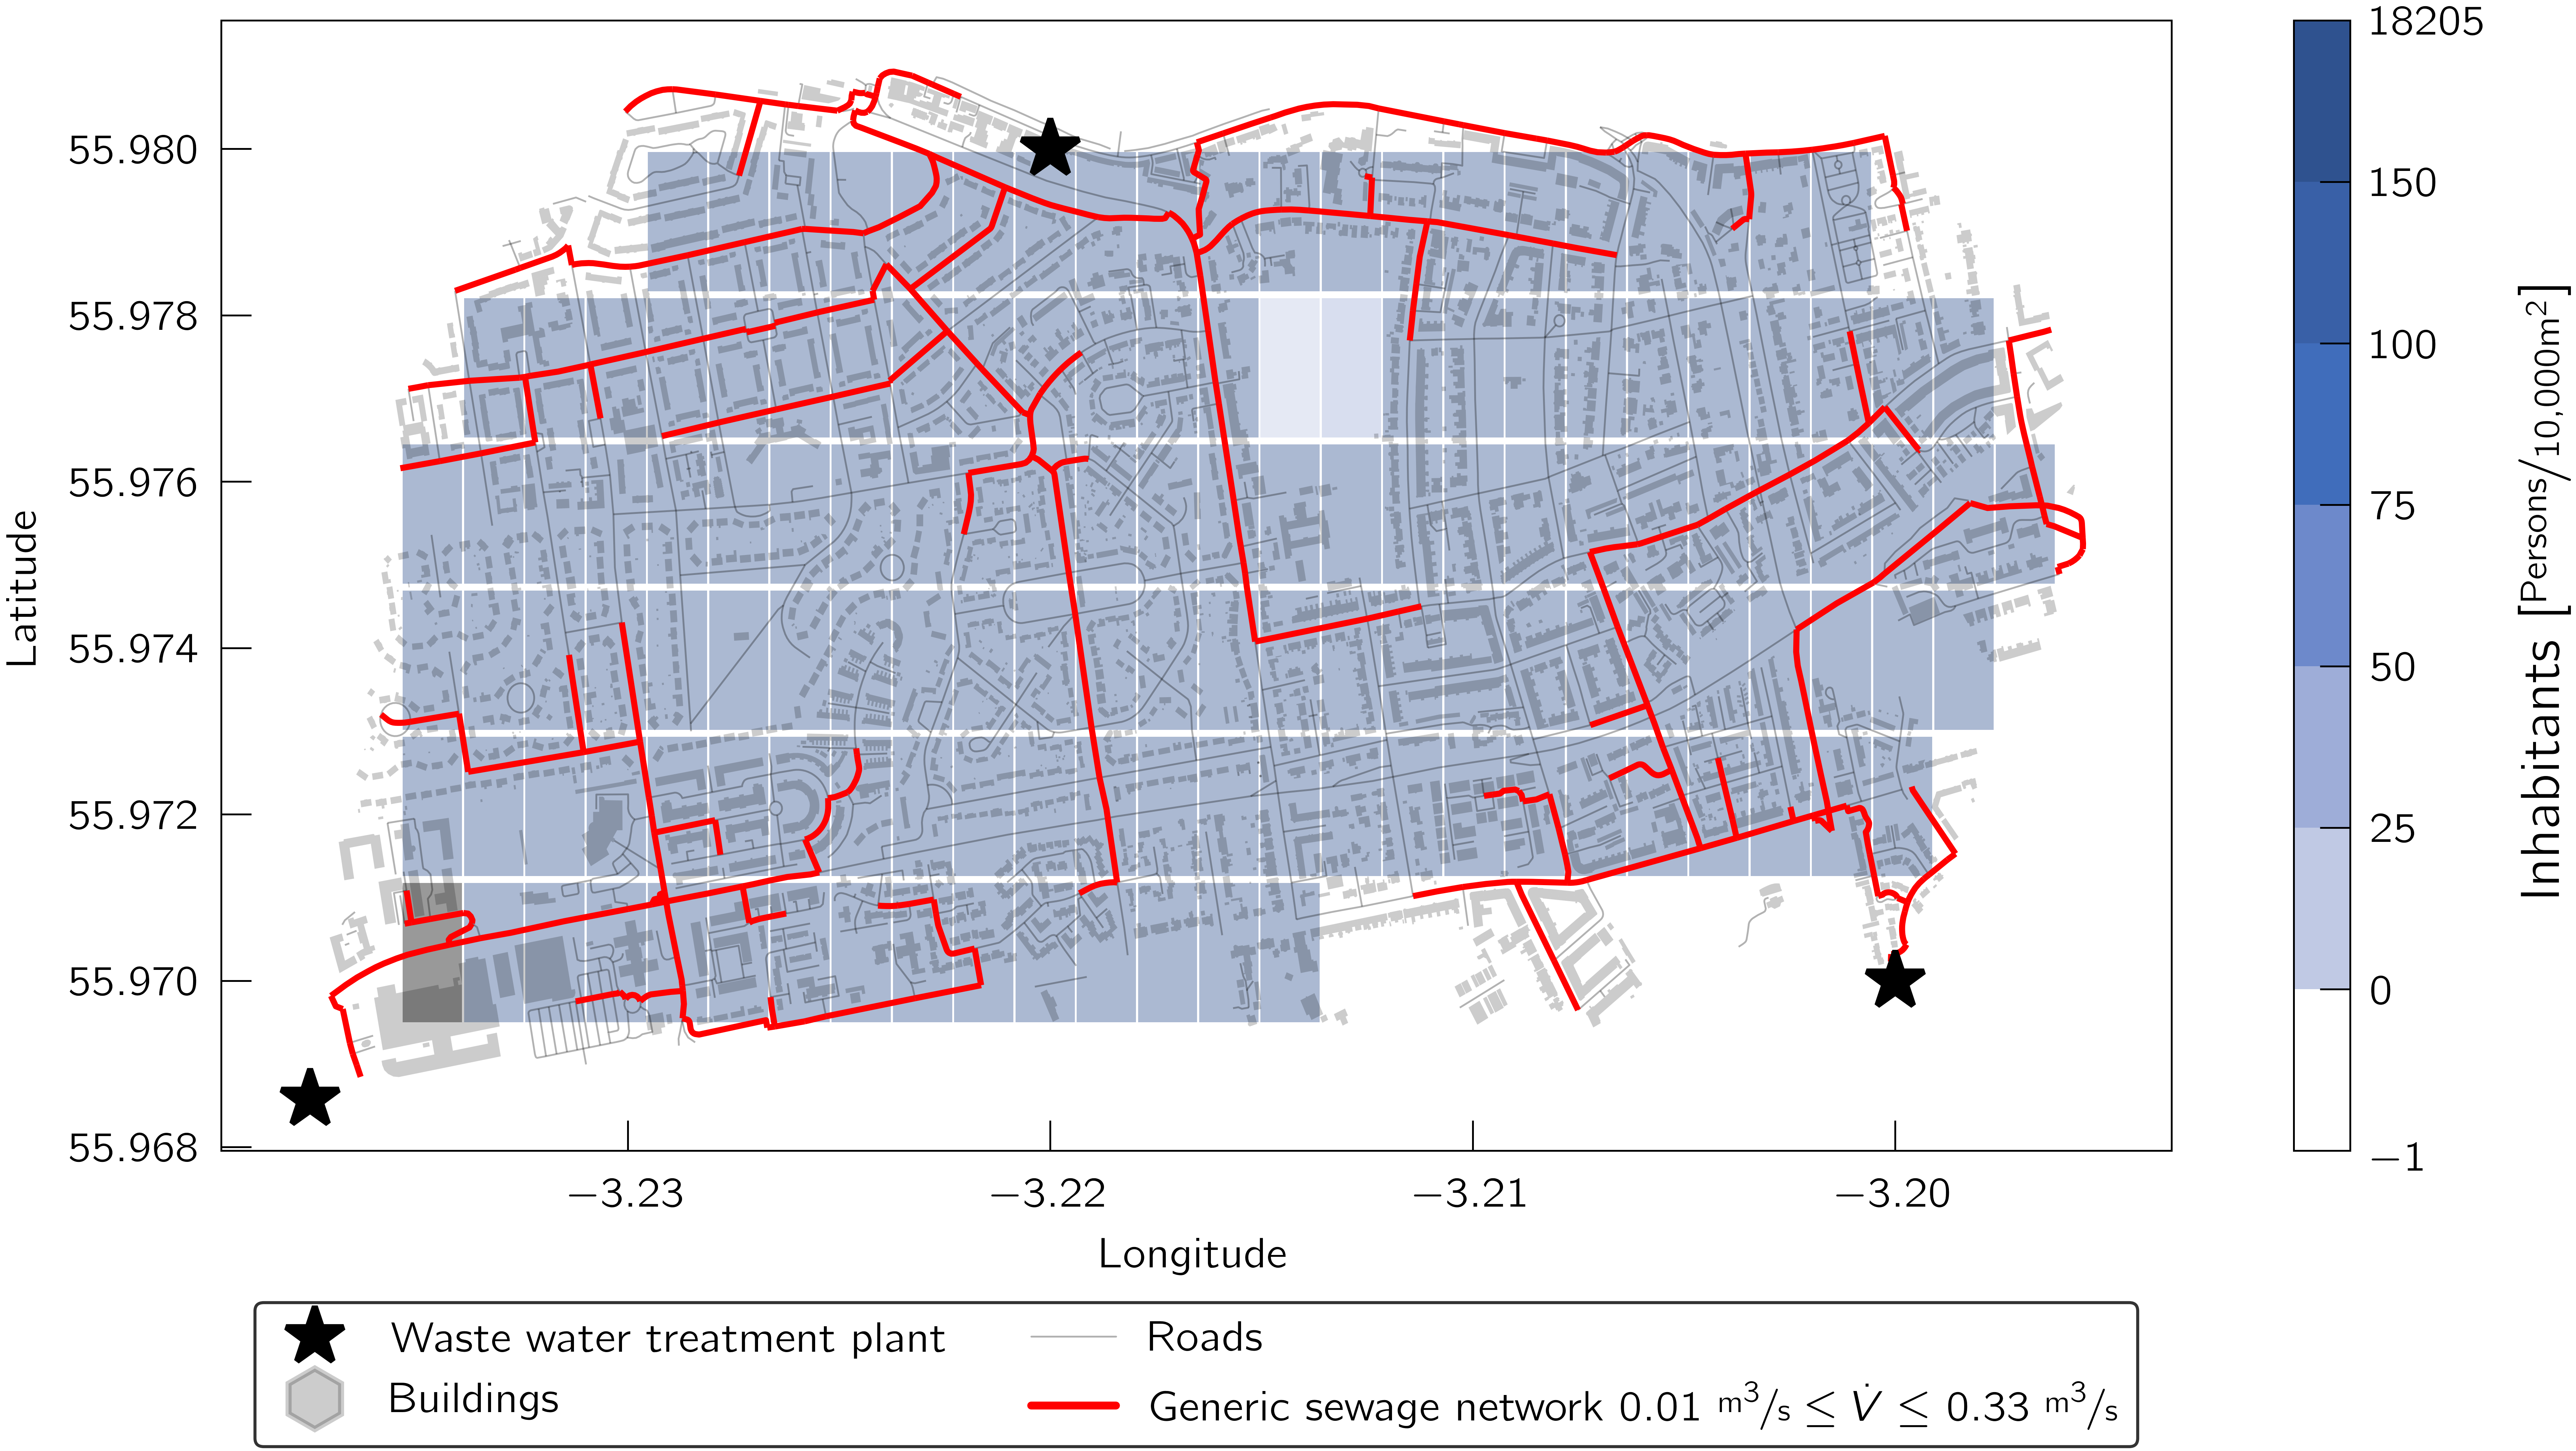 18205
150
100
75
50
25
0
−1
Inhabitants [Persons/10,000m²]
55.980
55.978
55.976
55.974
55.972
55.970
55.968
Latitude
−3.23
−3.22
−3.21
−3.20
Longitude
Waste water treatment plant
Roads
Buildings
Generic sewage network 0.01 m³/s ≤ V̇ ≤ 0.33 m³/s